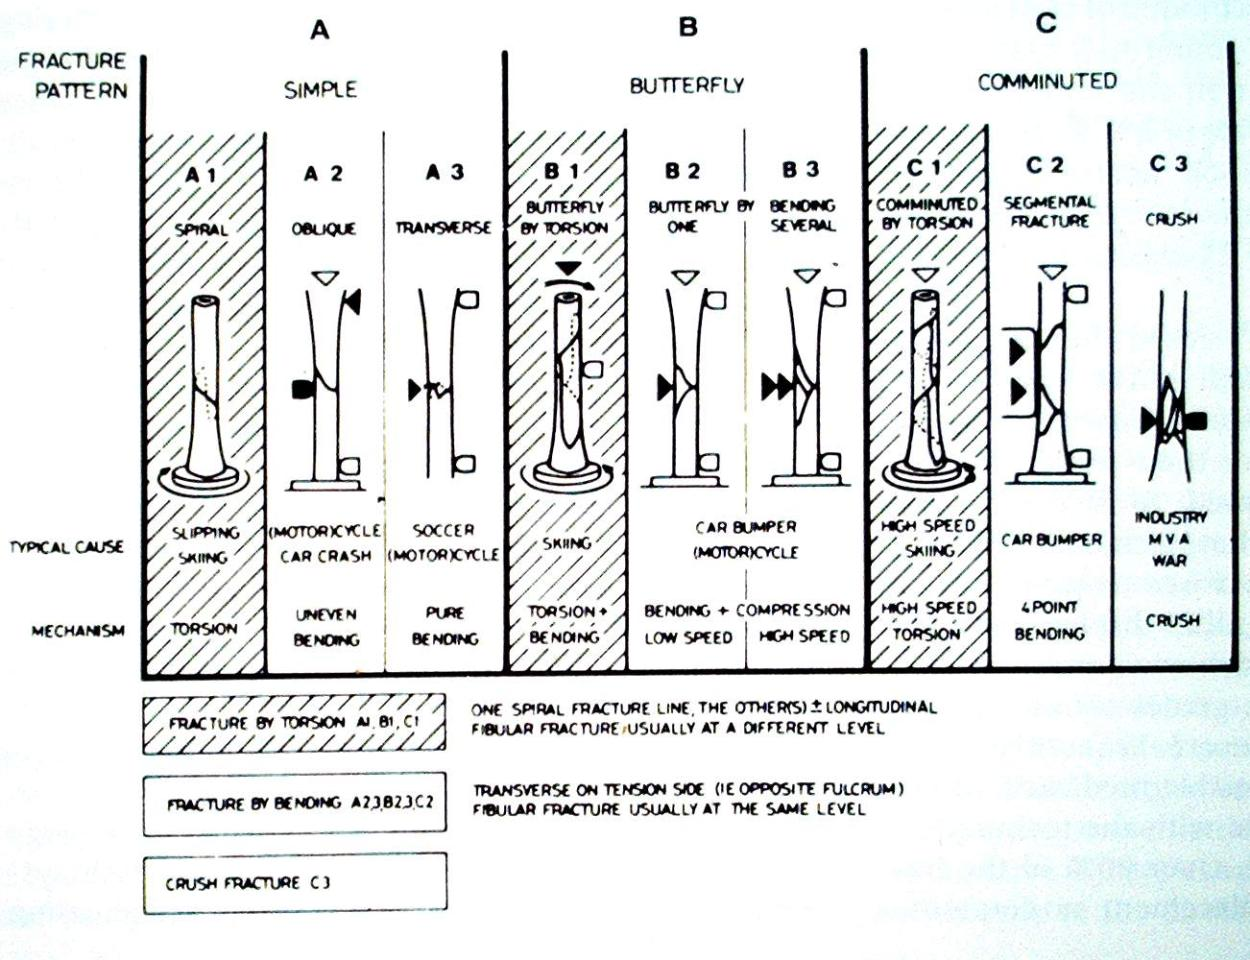 A
B
C
FRACTURE
PATTERN
SIMPLE
BUTTERFLY
COMMINUTED
A 1
A 2
A 3
B 1
B 2
B 3
C 1
C 2
C 3
SPIRAL
OBLIQUE
TRANSVERSE
BUTTERFLY
BY TORSION
BUTTERFLY BY BENDING
ONE
SEVERAL
COMMINUTED
BY TORSION
SEGMENTAL
FRACTURE
CRUSH
TYPICAL CAUSE
SLIPPING
SKIING
(MOTOR)CYCLE
CAR CRASH
SOCCER
(MOTOR)CYCLE
SKIING
CAR BUMPER
(MOTOR)CYCLE
HIGH SPEED
SKIING
CAR BUMPER
INDUSTRY
M V A
WAR
MECHANISM
TORSION
UNEVEN
BENDING
PURE
BENDING
TORSION +
BENDING
BENDING + COMPRESSION
LOW SPEED
HIGH SPEED
HIGH SPEED
TORSION
4 POINT
BENDING
CRUSH
FRACTURE BY TORSION A1, B1, C1
ONE SPIRAL FRACTURE LINE, THE OTHER(S) ± LONGITUDINAL
FIBULAR FRACTURE USUALLY AT A DIFFERENT LEVEL
FRACTURE BY BENDING A2,3,B2,3,C2
TRANSVERSE ON TENSION SIDE (IE OPPOSITE FULCRUM)
FIBULAR FRACTURE USUALLY AT THE SAME LEVEL
CRUSH FRACTURE C3